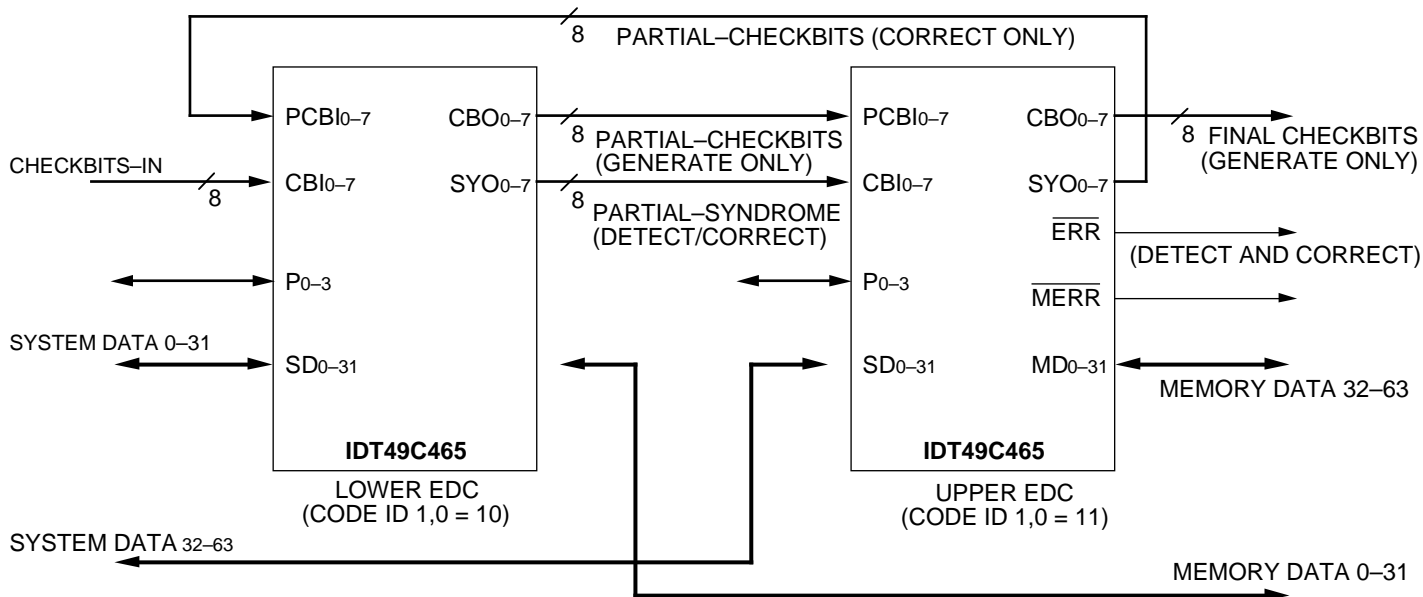 8
PARTIAL–CHECKBITS (CORRECT ONLY)
PCBI0–7
CBO0–7
8
PARTIAL–CHECKBITS
(GENERATE ONLY)
PCBI0–7
CBO0–7
8
FINAL CHECKBITS
(GENERATE ONLY)
CHECKBITS–IN
8
CBI0–7
SYO0–7
8
PARTIAL–SYNDROME
(DETECT/CORRECT)
CBI0–7
SYO0–7
ERR
(DETECT AND CORRECT)
P0–3
P0–3
MERR
SYSTEM DATA 0–31
SD0–31
SD0–31
MD0–31
MEMORY DATA 32–63
IDT49C465
IDT49C465
LOWER EDC
(CODE ID 1,0 = 10)
UPPER EDC
(CODE ID 1,0 = 11)
SYSTEM DATA 32–63
MEMORY DATA 0–31